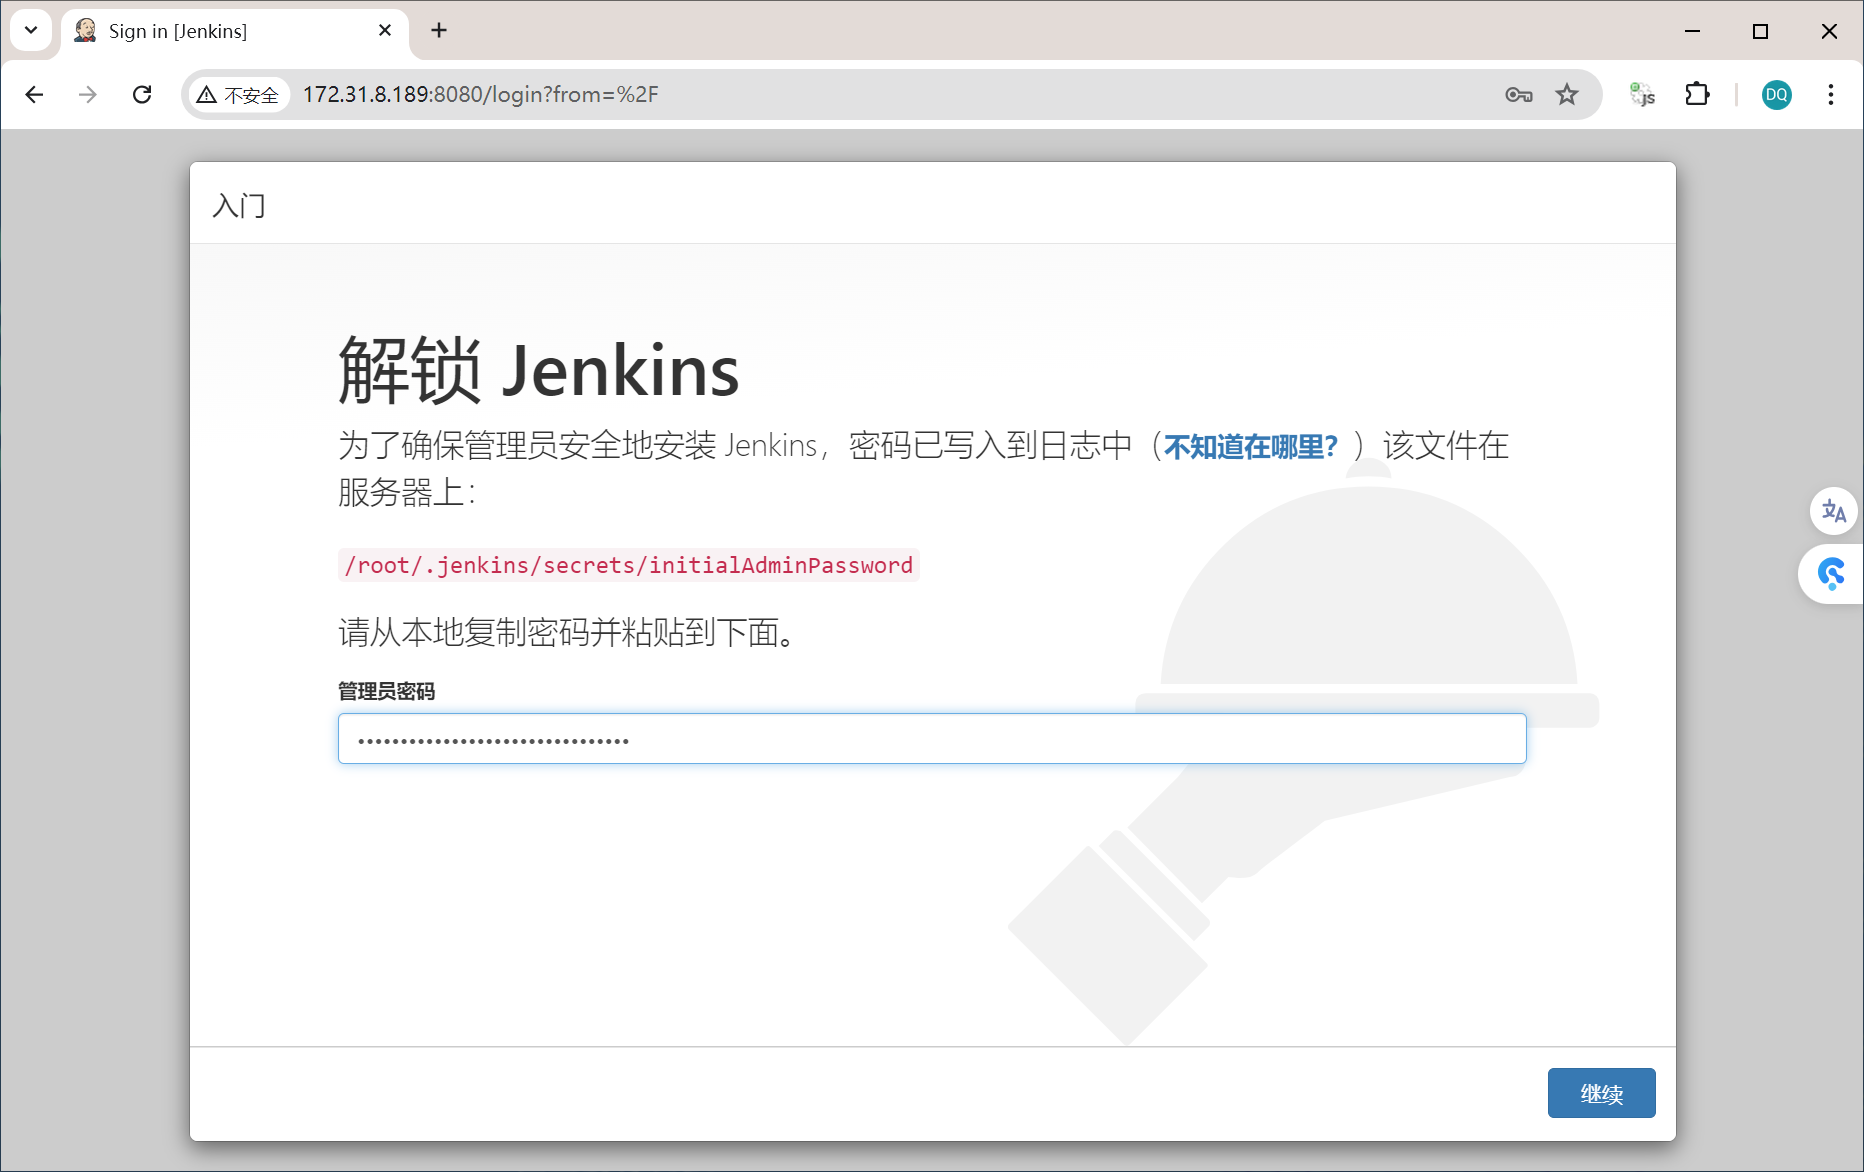 Sign in [Jenkins]
不安全 172.31.8.189:8080/login?from=%2F
JS
DQ
入门
解锁 Jenkins
为了确保管理员安全地安装 Jenkins，密码已写入到日志中（不知道在哪里？）该文件在
服务器上：
/root/.jenkins/secrets/initialAdminPassword
请从本地复制密码并粘贴到下面。
管理员密码
••••••••••••••••••••••••••••••••
文A
继续